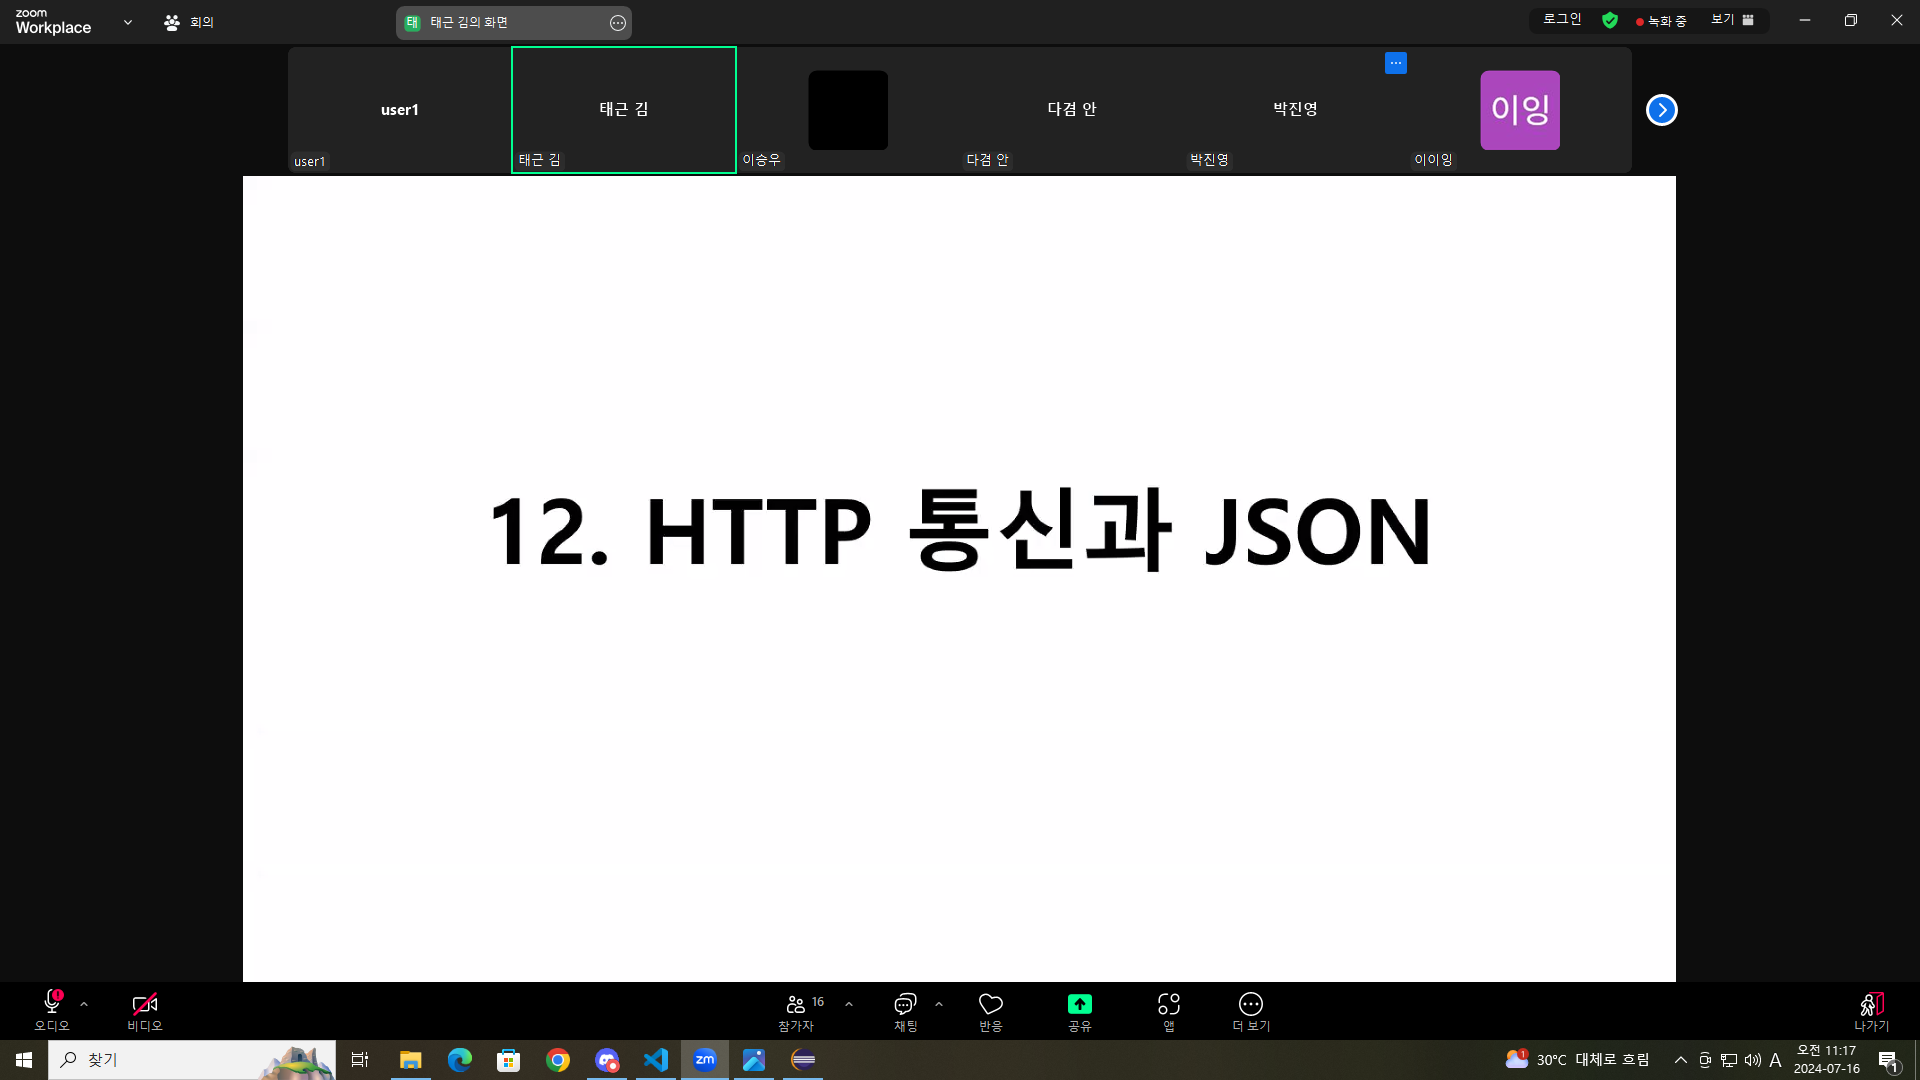 zoom
Workplace
회의
태 태근 김의 화면
로그인
녹화 중
보기
user1
태근 김
다겸 안
박진영
이잉
user1
태근 김
이승우
다겸 안
박진영
이이잉
12. HTTP 통신과 JSON
오디오
비디오
16
참가자
채팅
반응
공유
앱
더 보기
나가기
찾기
zm
1
30°C 대체로 흐림
A
오전 11:17
2024-07-16
1